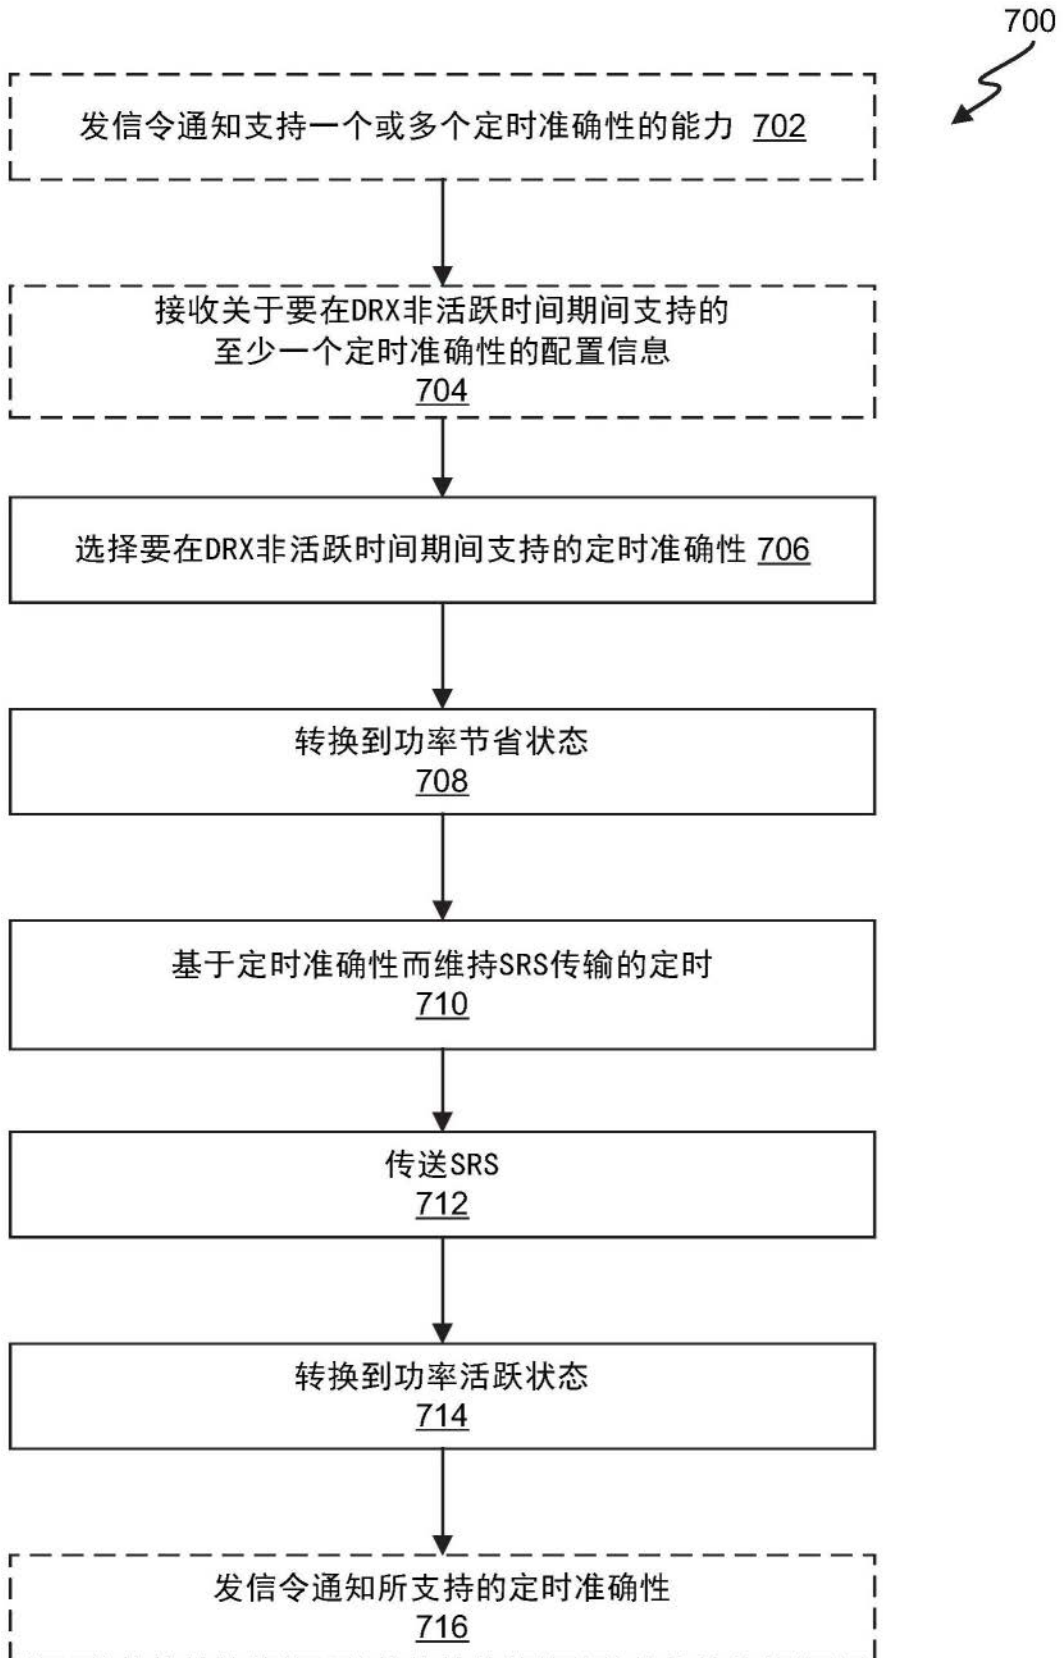 700
发信令通知支持一个或多个定时准确性的能力 702
接收关于要在DRX非活跃时间期间支持的
至少一个定时准确性的配置信息
704
选择要在DRX非活跃时间期间支持的定时准确性 706
转换到功率节省状态
708
基于定时准确性而维持SRS传输的定时
710
传送SRS
712
转换到功率活跃状态
714
发信令通知所支持的定时准确性
716